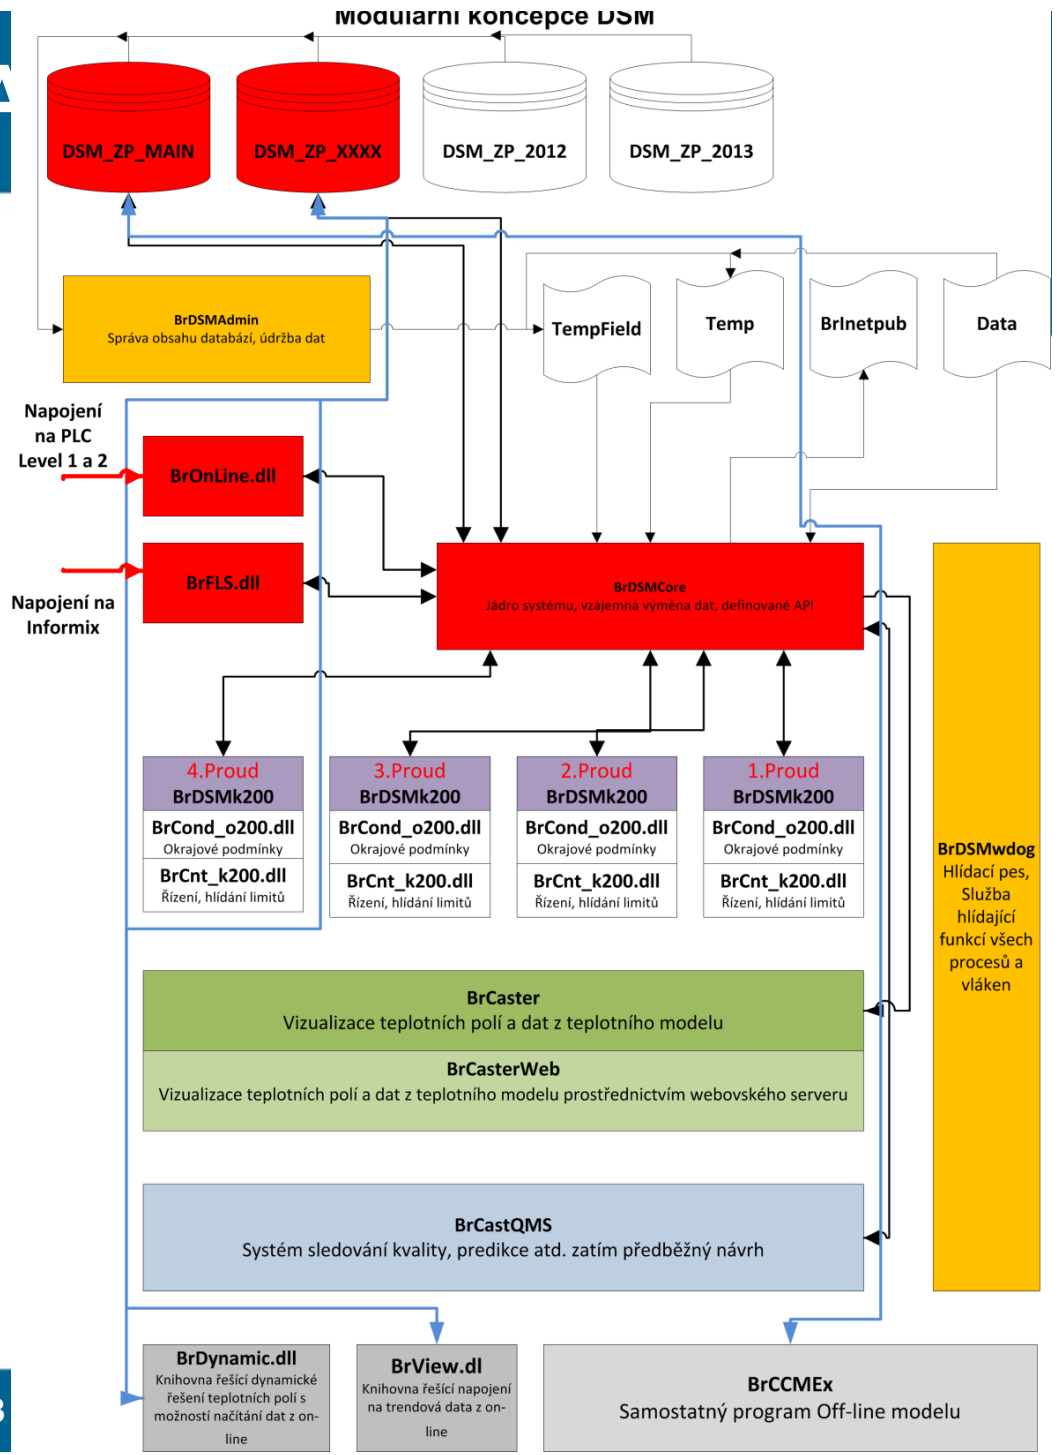 Modulární koncepce DSM
A
DSM_ZP_MAIN
DSM_ZP_XXXX
DSM_ZP_2012
DSM_ZP_2013
BrDSMAdmin
Správa obsahu databází, údržba dat
TempField
Temp
BrInetpub
Data
Napojení
na PLC
Level 1 a 2
BrOnLine.dll
BrFLS.dll
Napojení na
Informix
BrDSMCore
Jádro systému, vzájemná výměna dat, definované API
4.Proud
BrDSMk200
BrCond_o200.dll
Okrajové podmínky
BrCnt_k200.dll
Řízení, hlídání limitů
3.Proud
BrDSMk200
BrCond_o200.dll
Okrajové podmínky
BrCnt_k200.dll
Řízení, hlídání limitů
2.Proud
BrDSMk200
BrCond_o200.dll
Okrajové podmínky
BrCnt_k200.dll
Řízení, hlídání limitů
1.Proud
BrDSMk200
BrCond_o200.dll
Okrajové podmínky
BrCnt_k200.dll
Řízení, hlídání limitů
BrDSMwdog
Hlídací pes,
Služba
hlídající
funkcí všech
procesů a
vláken
BrCaster
Vizualizace teplotních polí a dat z teplotního modelu
BrCasterWeb
Vizualizace teplotních polí a dat z teplotního modelu prostřednictvím webovského serveru
BrCastQMS
Systém sledování kvality, predikce atd. zatím předběžný návrh
BrDynamic.dll
Knihovna řešící dynamické
řešení teplotních polí s
možností načítání dat z on-
line
BrView.dl
Knihovna řešící napojení
na trendová data z on-
line
BrCCMEx
Samostatný program Off-line modelu